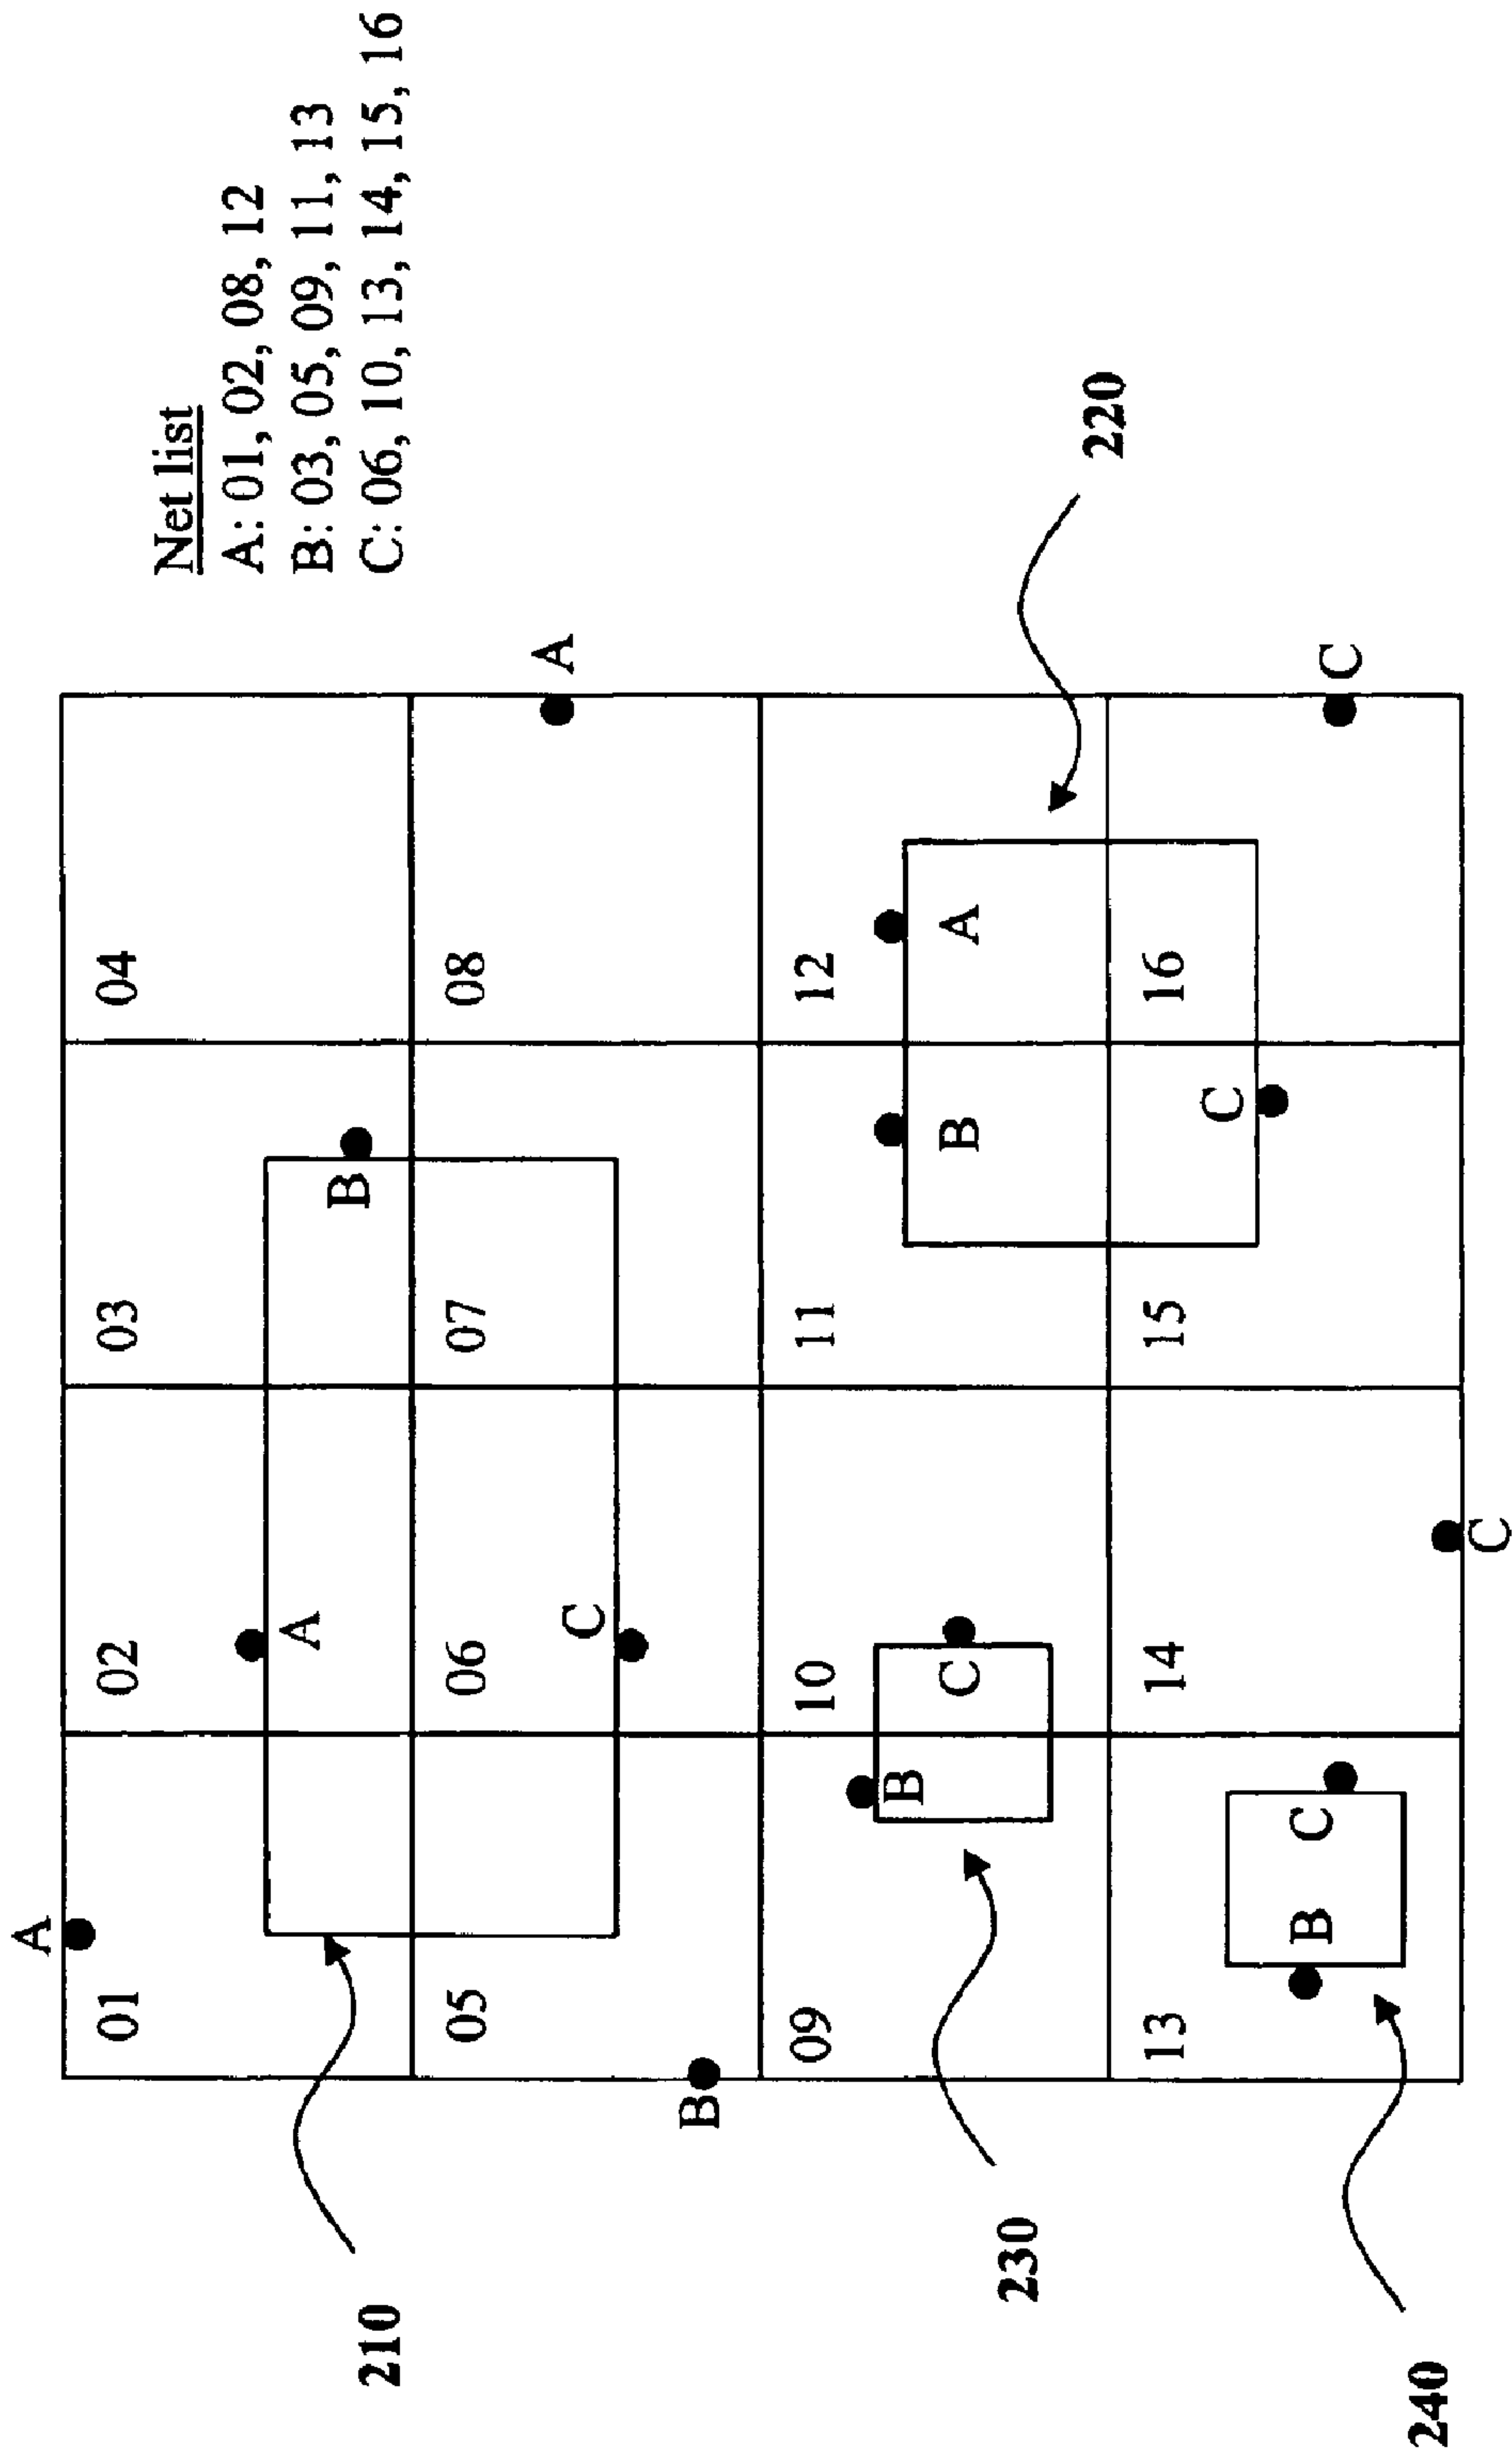 Net list
A: 01, 02, 08, 12
B: 03, 05, 09, 11, 13
C: 06, 10, 13, 14, 15, 16
A
01
02
03
04
A
B
210
05
06
07
08
A
C
B
09
10
11
12
B
C
B
A
230
220
13
14
15
16
B
C
C
C
C
240